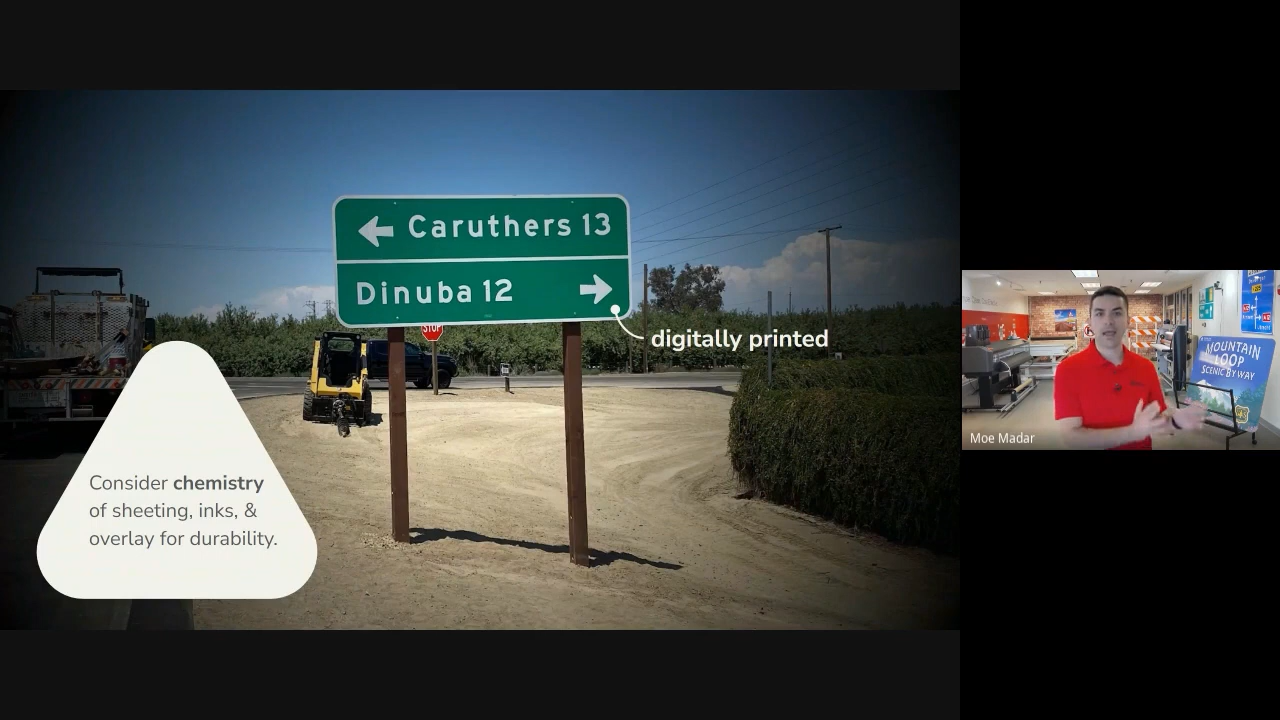 Caruthers 13
Dinuba 12
STOP
digitally printed
Consider chemistry
of sheeting, inks, &
overlay for durability.
MOUNTAIN
LOOP
SCENIC BYWAY
Moe Madar